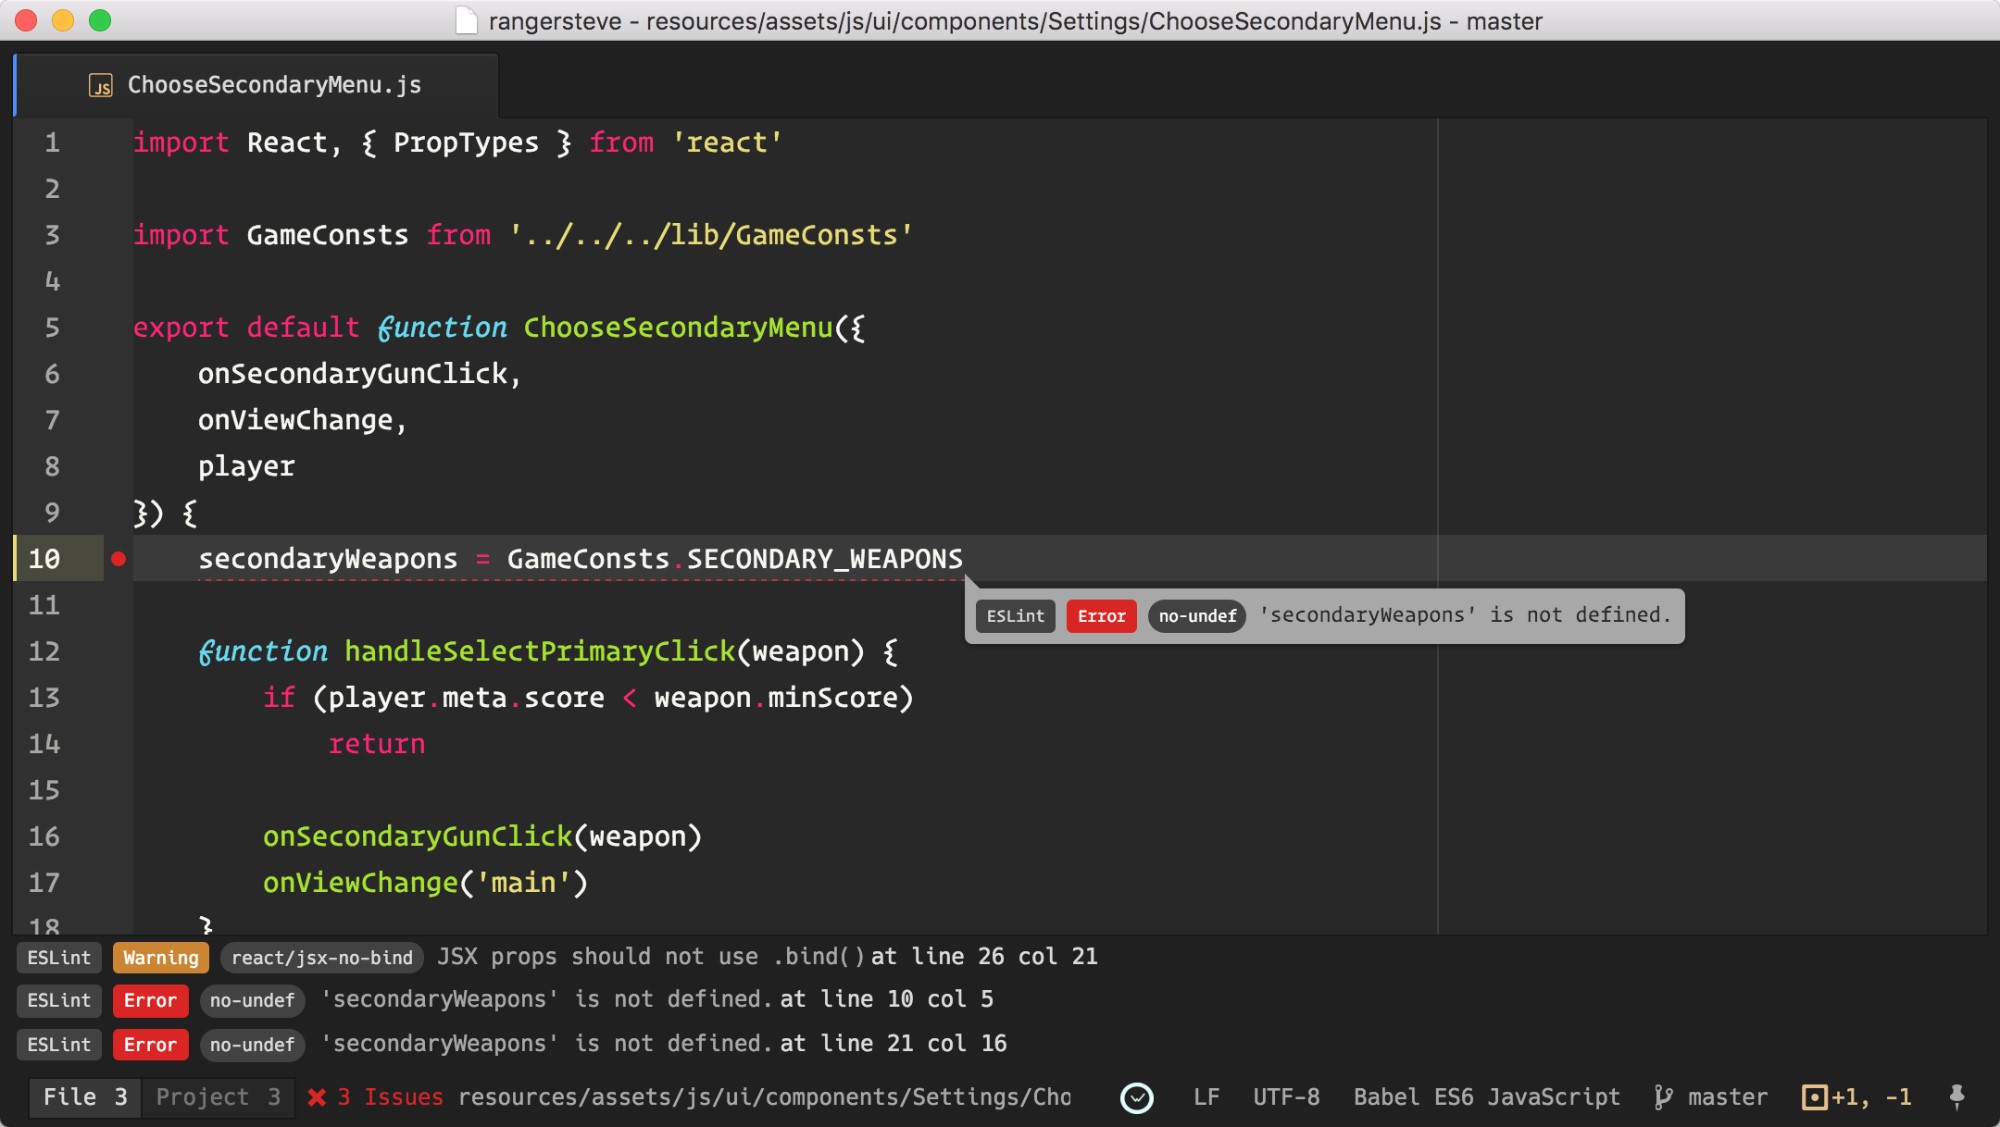 rangersteve - resources/assets/js/ui/components/Settings/ChooseSecondaryMenu.js - master
JS ChooseSecondaryMenu.js
1 import React, { PropTypes } from 'react'
2
3 import GameConsts from '../../../lib/GameConsts'
4
5 export default function ChooseSecondaryMenu({
6 onSecondaryGunClick,
7 onViewChange,
8 player
9 }) {
10 secondaryWeapons = GameConsts.SECONDARY_WEAPONS
11
ESLint Error no-undef 'secondaryWeapons' is not defined.
12 function handleSelectPrimaryClick(weapon) {
13 if (player.meta.score < weapon.minScore)
14 return
15
16 onSecondaryGunClick(weapon)
17 onViewChange('main')
18 }
ESLint Warning react/jsx-no-bind JSX props should not use .bind() at line 26 col 21
ESLint Error no-undef 'secondaryWeapons' is not defined. at line 10 col 5
ESLint Error no-undef 'secondaryWeapons' is not defined. at line 21 col 16
File 3 Project 3 3 Issues resources/assets/js/ui/components/Settings/Cho LF UTF-8 Babel ES6 JavaScript master +1, -1